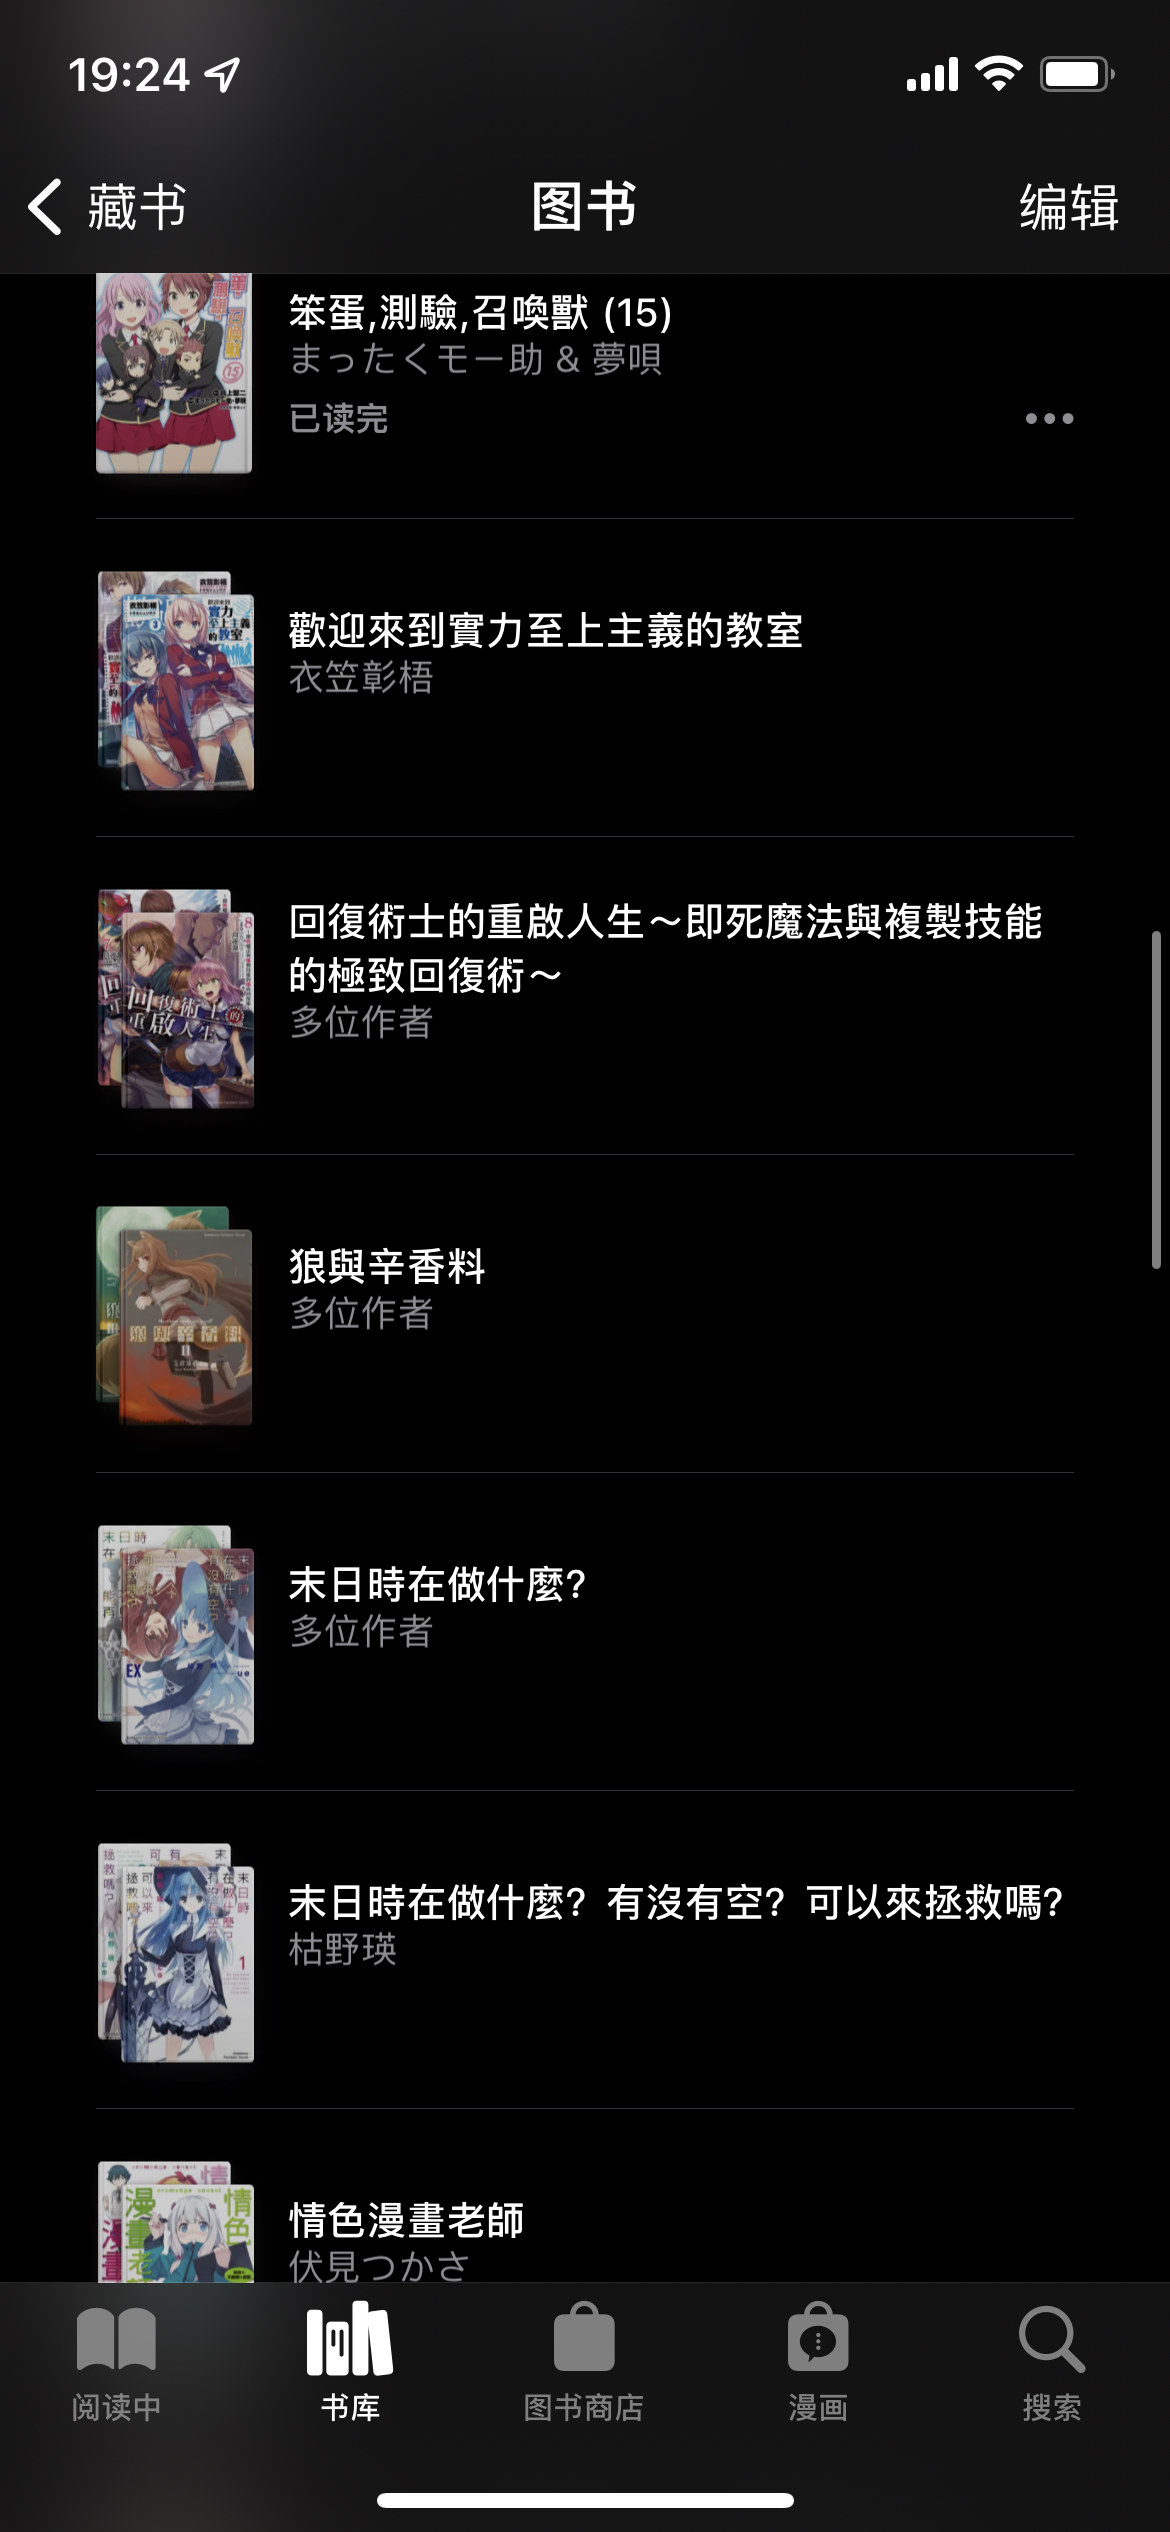 19:24
藏书
图书
编辑
笨蛋,測驗,召喚獸 (15)
まったくモー助 & 夢唄
已读完
歡迎來到實力至上主義的教室
衣笠彰梧
回復術士的重啟人生～即死魔法與複製技能
的極致回復術～
多位作者
狼與辛香料
多位作者
末日時在做什麼?
多位作者
末日時在做什麼? 有沒有空? 可以來拯救嗎?
枯野瑛
情色漫畫老師
伏見つかさ
阅读中
书库
图书商店
漫画
搜索